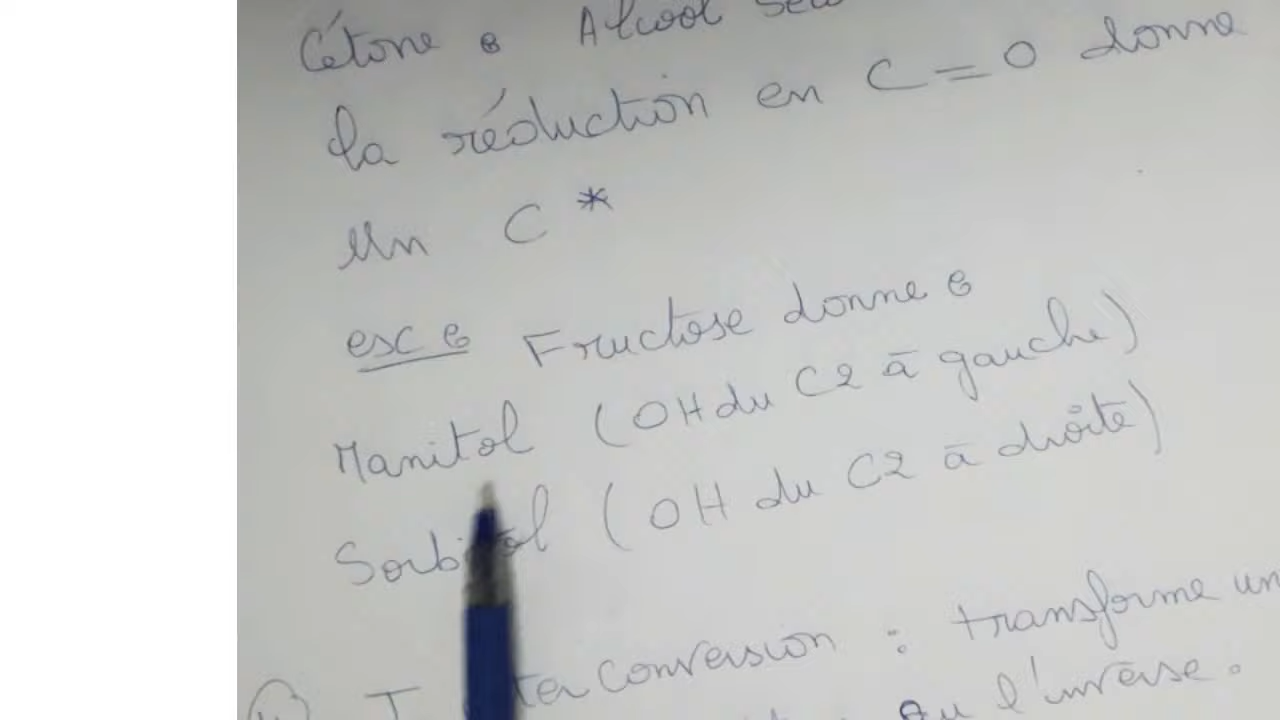 Cétone : Alcool
la réduction en C=O donne
un C*
ex : Fructose donne :
Manitol (OH du C2 à gauche)
Sorbitol (OH du C2 à droite)
conversion : transforme un
ou l'inverse.